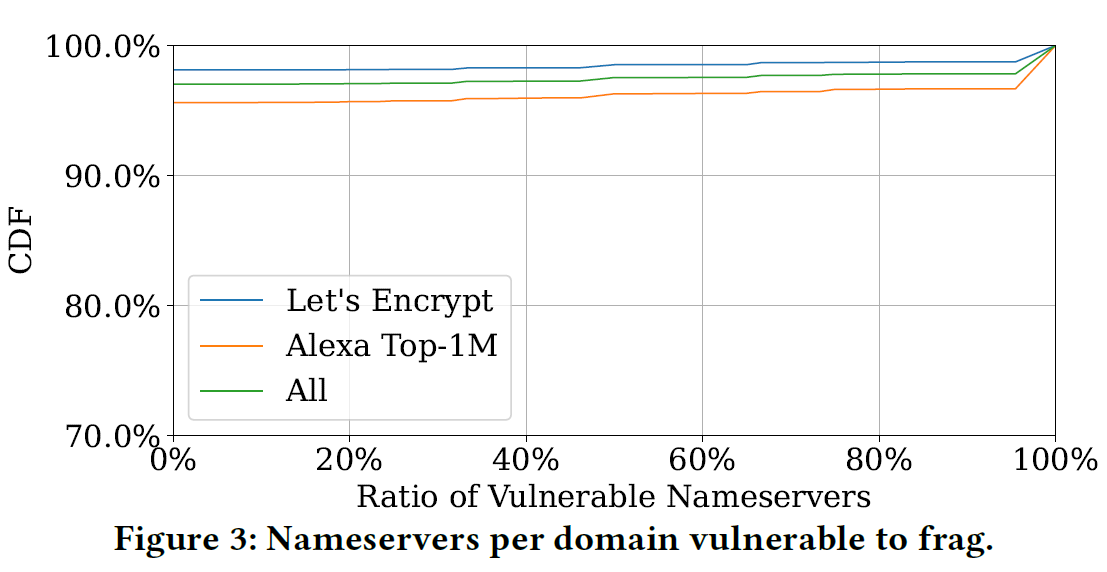 100.0%
90.0%
80.0%
70.0%
CDF
Let's Encrypt
Alexa Top-1M
All
0% 20% 40% 60% 80% 100%
Ratio of Vulnerable Nameservers
Figure 3: Nameservers per domain vulnerable to frag.